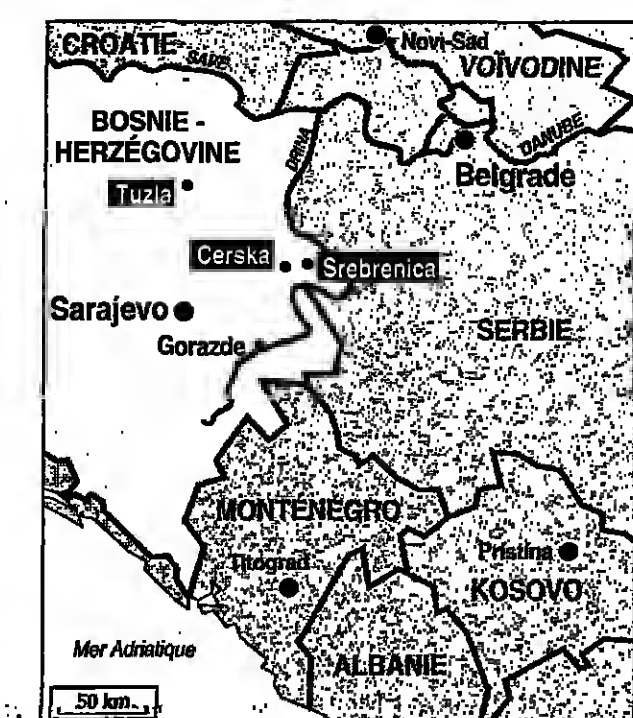 CROATIE
SAVE
Novi-Sad
VOÏVODINE
BOSNIE -
HERZÉGOVINE
DRINA
DANUBE
Belgrade
Tuzla
Cerska
Srebrenica
Sarajevo
Gorazde
SERBIE
MONTENEGRO
Titograd
Pristina
KOSOVO
Mer Adriatique
ALBANIE
50 km.